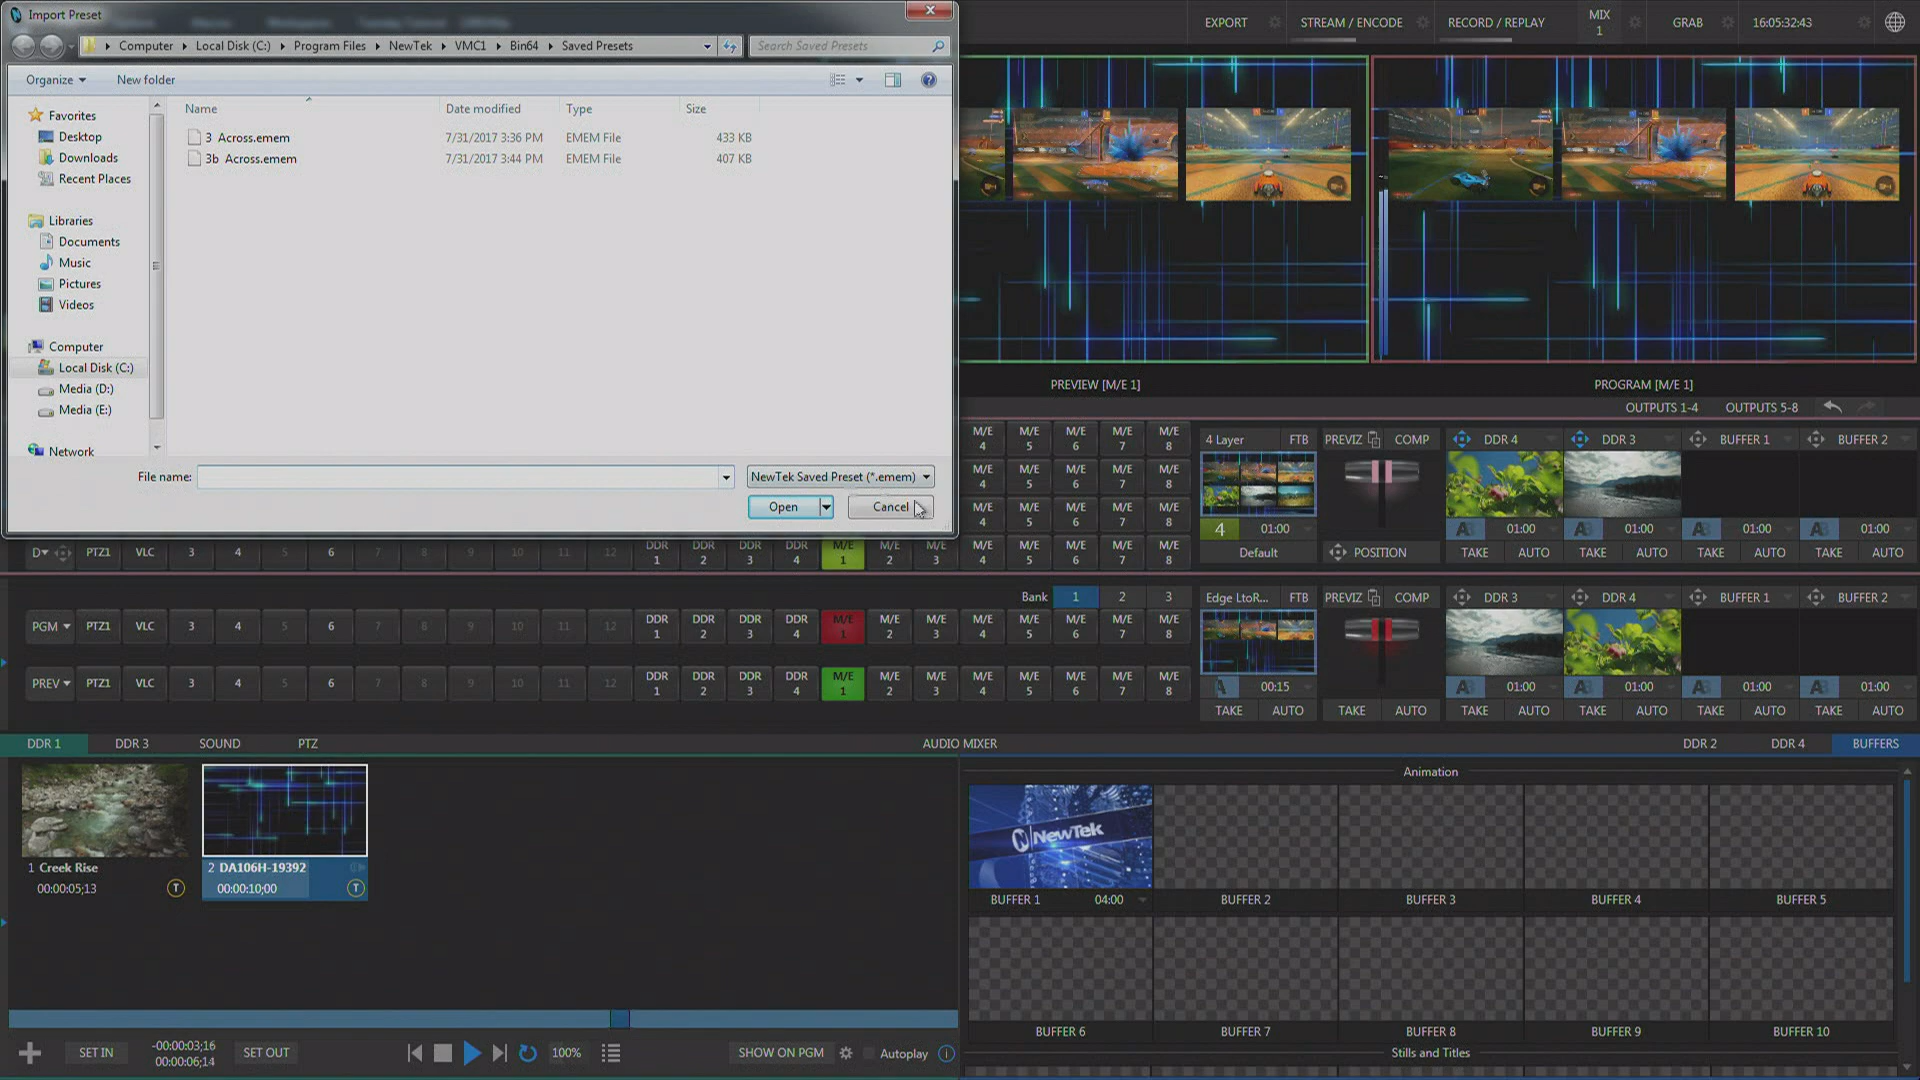 Import Preset
Computer Local Disk (C:) Program Files NewTek VMC1 Bin64 Saved Presets
Search Saved Presets
Organize New folder
Name Date modified Type Size
3 Across.emem 7/31/2017 3:36 PM EMEM File 433 KB
3b Across.emem 7/31/2017 3:44 PM EMEM File 407 KB
Favorites
Desktop
Downloads
Recent Places
Libraries
Documents
Music
Pictures
Videos
Computer
Local Disk (C:)
Media (D:)
Media (E:)
Network
File name: NewTek Saved Preset (*.emem)
Open Cancel
EXPORT STREAM / ENCODE RECORD / REPLAY MIX 1 GRAB 16:05:32:43
PREVIEW [M/E 1] PROGRAM [M/E 1]
OUTPUTS 1-4 OUTPUTS 5-8
M/E 4 M/E 5 M/E 6 M/E 7 M/E 8
M/E 4 M/E 5 M/E 6 M/E 7 M/E 8
M/E 4 M/E 5 M/E 6 M/E 7 M/E 8
D PTZ1 VLC 3 4 5 6 7 8 9 10 11 12 DDR 1 DDR 2 DDR 3 DDR 4 M/E 1 M/E 2 M/E 3 M/E 4 M/E 5 M/E 6 M/E 7 M/E 8
4 Layer FTB PREVIZ COMP DDR 4 DDR 3 BUFFER 1 BUFFER 2
4 01:00 AB 01:00 AB 01:00 AB 01:00 AB 01:00
Default POSITION TAKE AUTO TAKE AUTO TAKE AUTO TAKE AUTO
Bank 1 2 3
PGM PTZ1 VLC 3 4 5 6 7 8 9 10 11 12 DDR 1 DDR 2 DDR 3 DDR 4 M/E 1 M/E 2 M/E 3 M/E 4 M/E 5 M/E 6 M/E 7 M/E 8
PREV PTZ1 VLC 3 4 5 6 7 8 9 10 11 12 DDR 1 DDR 2 DDR 3 DDR 4 M/E 1 M/E 2 M/E 3 M/E 4 M/E 5 M/E 6 M/E 7 M/E 8
Edge LtoR... FTB PREVIZ COMP DDR 3 DDR 4 BUFFER 1 BUFFER 2
A 00:15 AB 01:00 AB 01:00 AB 01:00 AB 01:00
TAKE AUTO TAKE AUTO TAKE AUTO TAKE AUTO TAKE AUTO TAKE AUTO
DDR 1 DDR 3 SOUND PTZ AUDIO MIXER DDR 2 DDR 4 BUFFERS
1 Creek Rise
00:00:05;13 T
2 DA106H-19392
00:00:10;00 T
Animation
NewTek
BUFFER 1 04:00 BUFFER 2 BUFFER 3 BUFFER 4 BUFFER 5
BUFFER 6 BUFFER 7 BUFFER 8 BUFFER 9 BUFFER 10
Stills and Titles
SET IN -00:00:03;16 SET OUT 100% SHOW ON PGM Autoplay
00:00:06;14